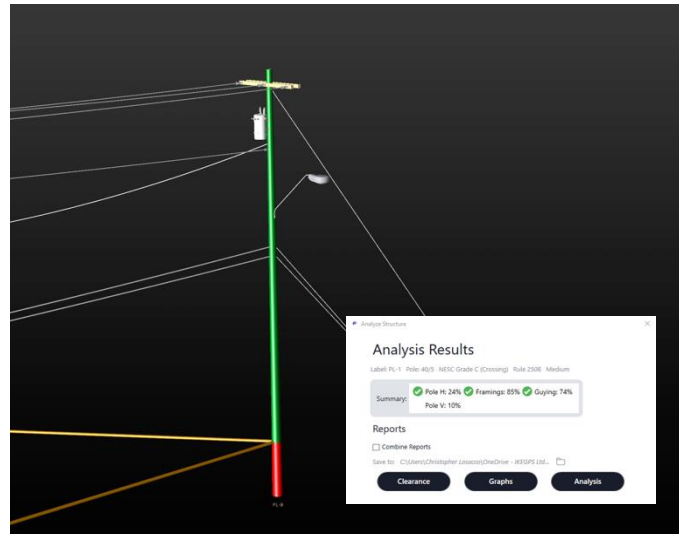 Analyze Structure
Analysis Results
Label: PL-1 Pole: 40/5 NESC Grade C (Crossing) Rule 250B Medium
Summary: Pole H: 24% Framings: 85% Guying: 74%
Pole V: 10%
Reports
Combine Reports
Save to: C:\Users\Christopher Losacco\OneDrive - IKEGPS Ltd...
Clearance Graphs Analysis